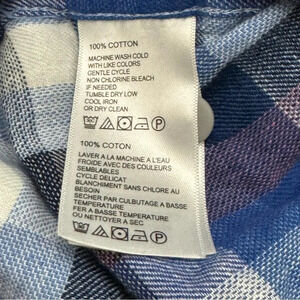 100% COTTON
MACHINE WASH COLD
WITH LIKE COLORS
GENTLE CYCLE
NON CHLORINE BLEACH
IF NEEDED
TUMBLE DRY LOW
COOL IRON
OR DRY CLEAN
P
100% COTON
LAVER A LA MACHINE A L'EAU
FROIDE AVEC DES COULEURS
SEMBLABLES
CYCLE DELICAT
BLANCHIMENT SANS CHLORE AU
BESOIN
SECHER PAR CULBUTAGE A BASSE
TEMPERATURE
FER A BASSE TEMPERATURE
OU NETTOYER A SEC
P